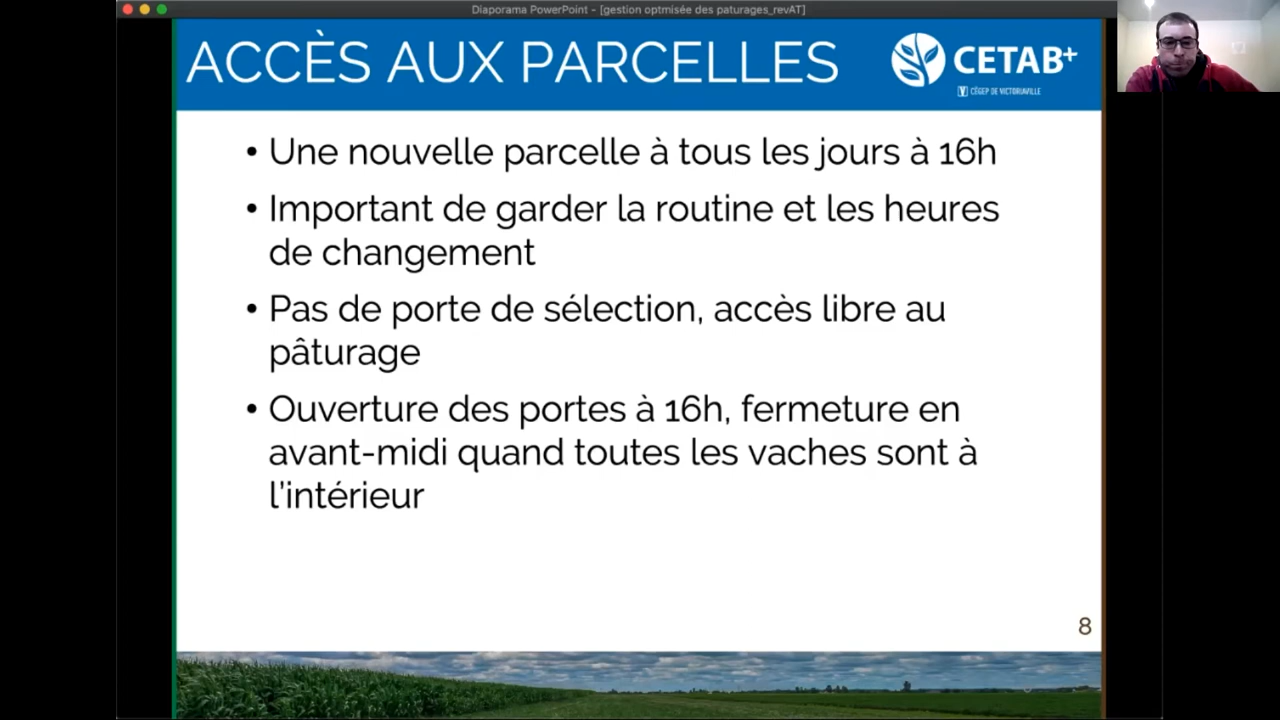 Diaporama PowerPoint - [gestion optmisée des paturages_revAT]
ACCÈS AUX PARCELLES
CETAB+
CÉGEP DE VICTORIAVILLE
• Une nouvelle parcelle à tous les jours à 16h
• Important de garder la routine et les heures
de changement
• Pas de porte de sélection, accès libre au
pâturage
• Ouverture des portes à 16h, fermeture en
avant-midi quand toutes les vaches sont à
l'intérieur
8